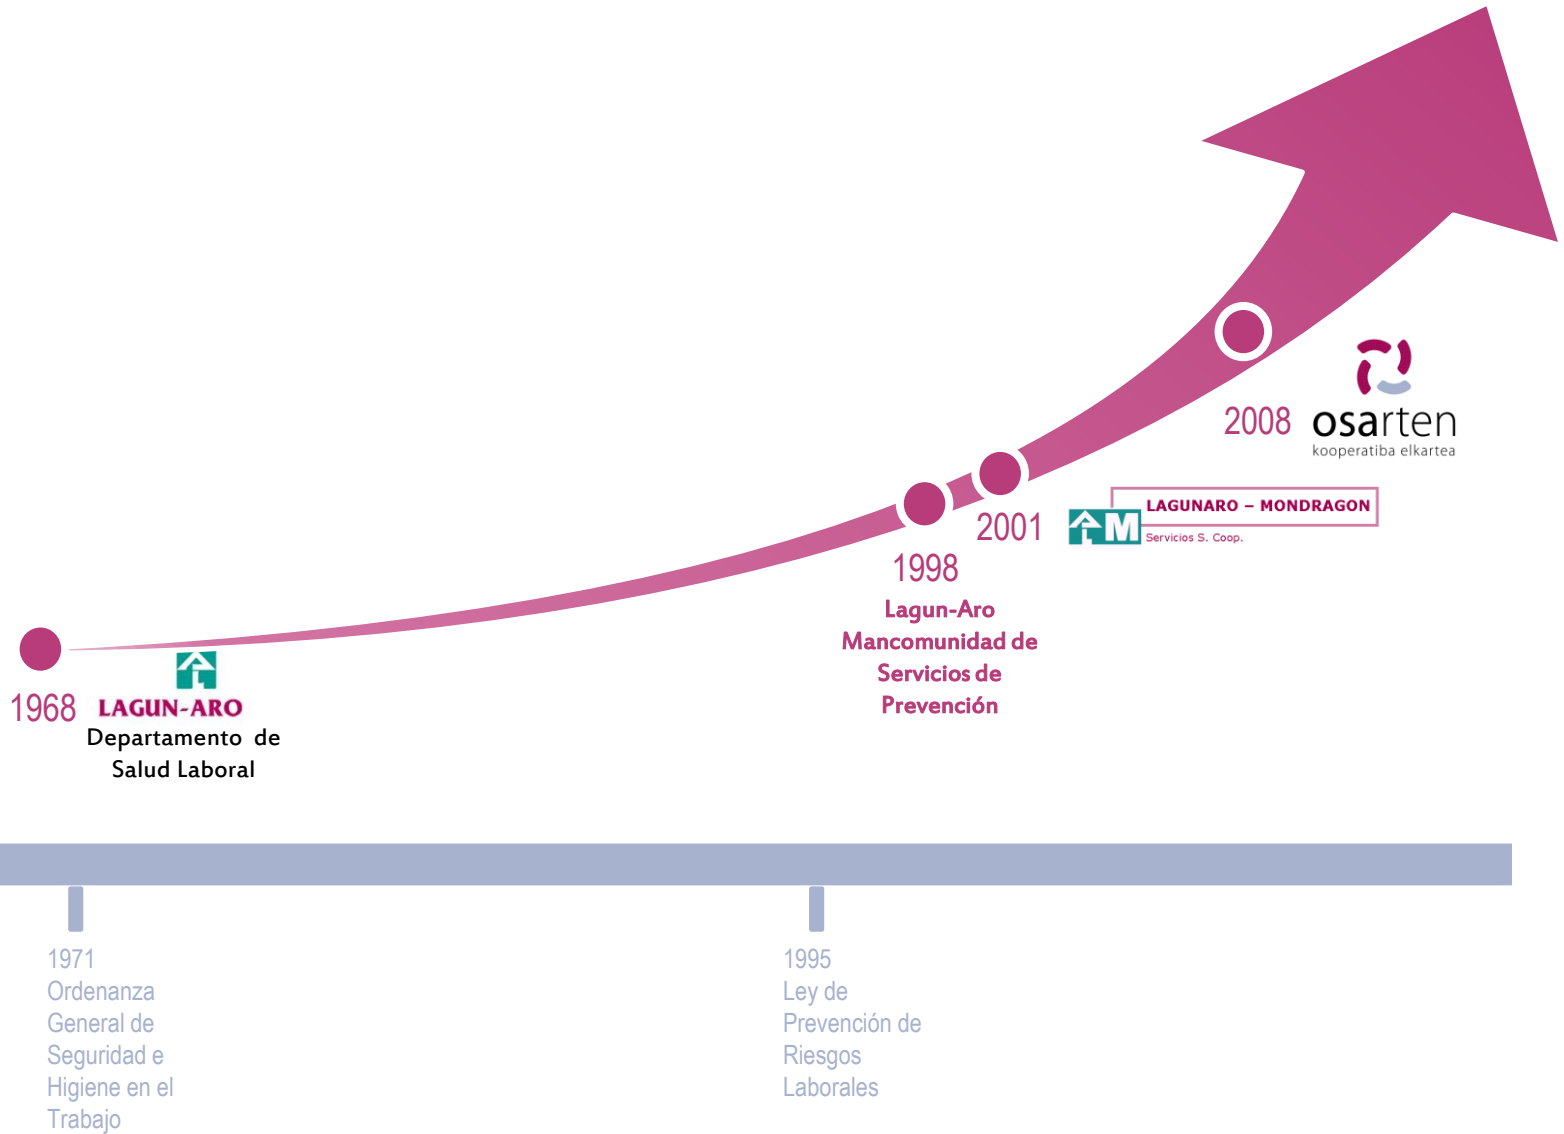 2008
osarten
kooperatiba elkartea
2001
LAGUNARO – MONDRAGON
M
Servicios S. Coop.
1998
Lagun-Aro
Mancomunidad de
Servicios de
Prevención
1968
LAGUN-ARO
Departamento de
Salud Laboral
1971
Ordenanza
General de
Seguridad e
Higiene en el
Trabajo
1995
Ley de
Prevención de
Riesgos
Laborales